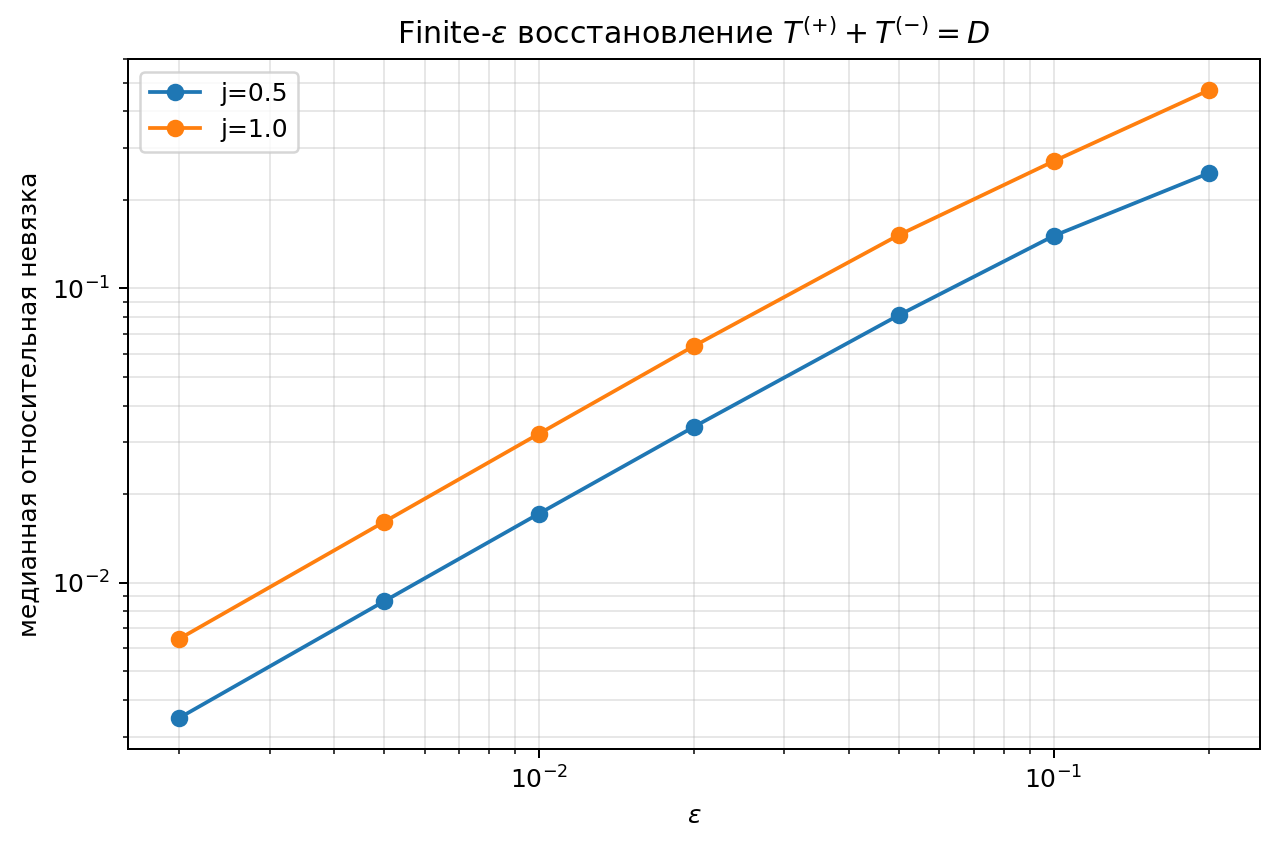 Finite-ε восстановление T⁽⁺⁾ + T⁽⁻⁾ = D
j=0.5
j=1.0
медианная относительная невязка
10⁻¹
10⁻²
10⁻² 10⁻¹
ε